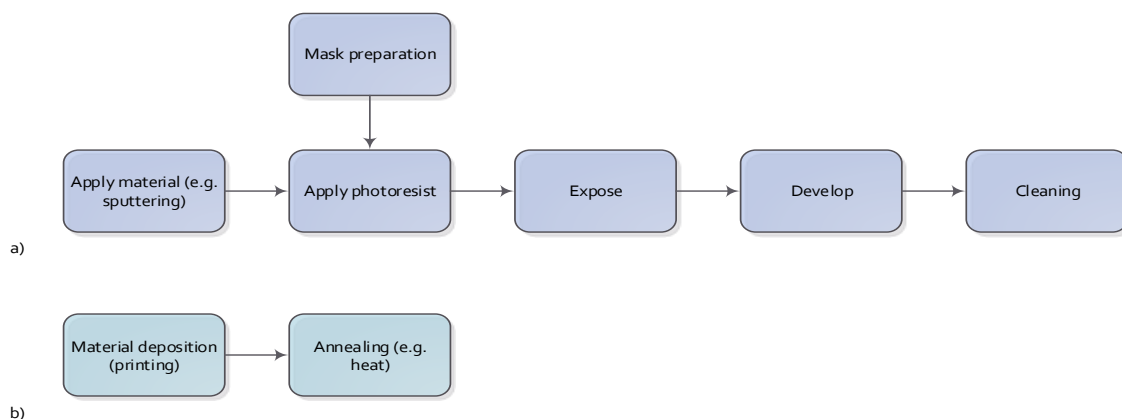 Mask preparation
Apply material (e.g.
sputtering)
Apply photoresist
Expose
Develop
Cleaning
a)
Material deposition
(printing)
Annealing (e.g.
heat)
b)